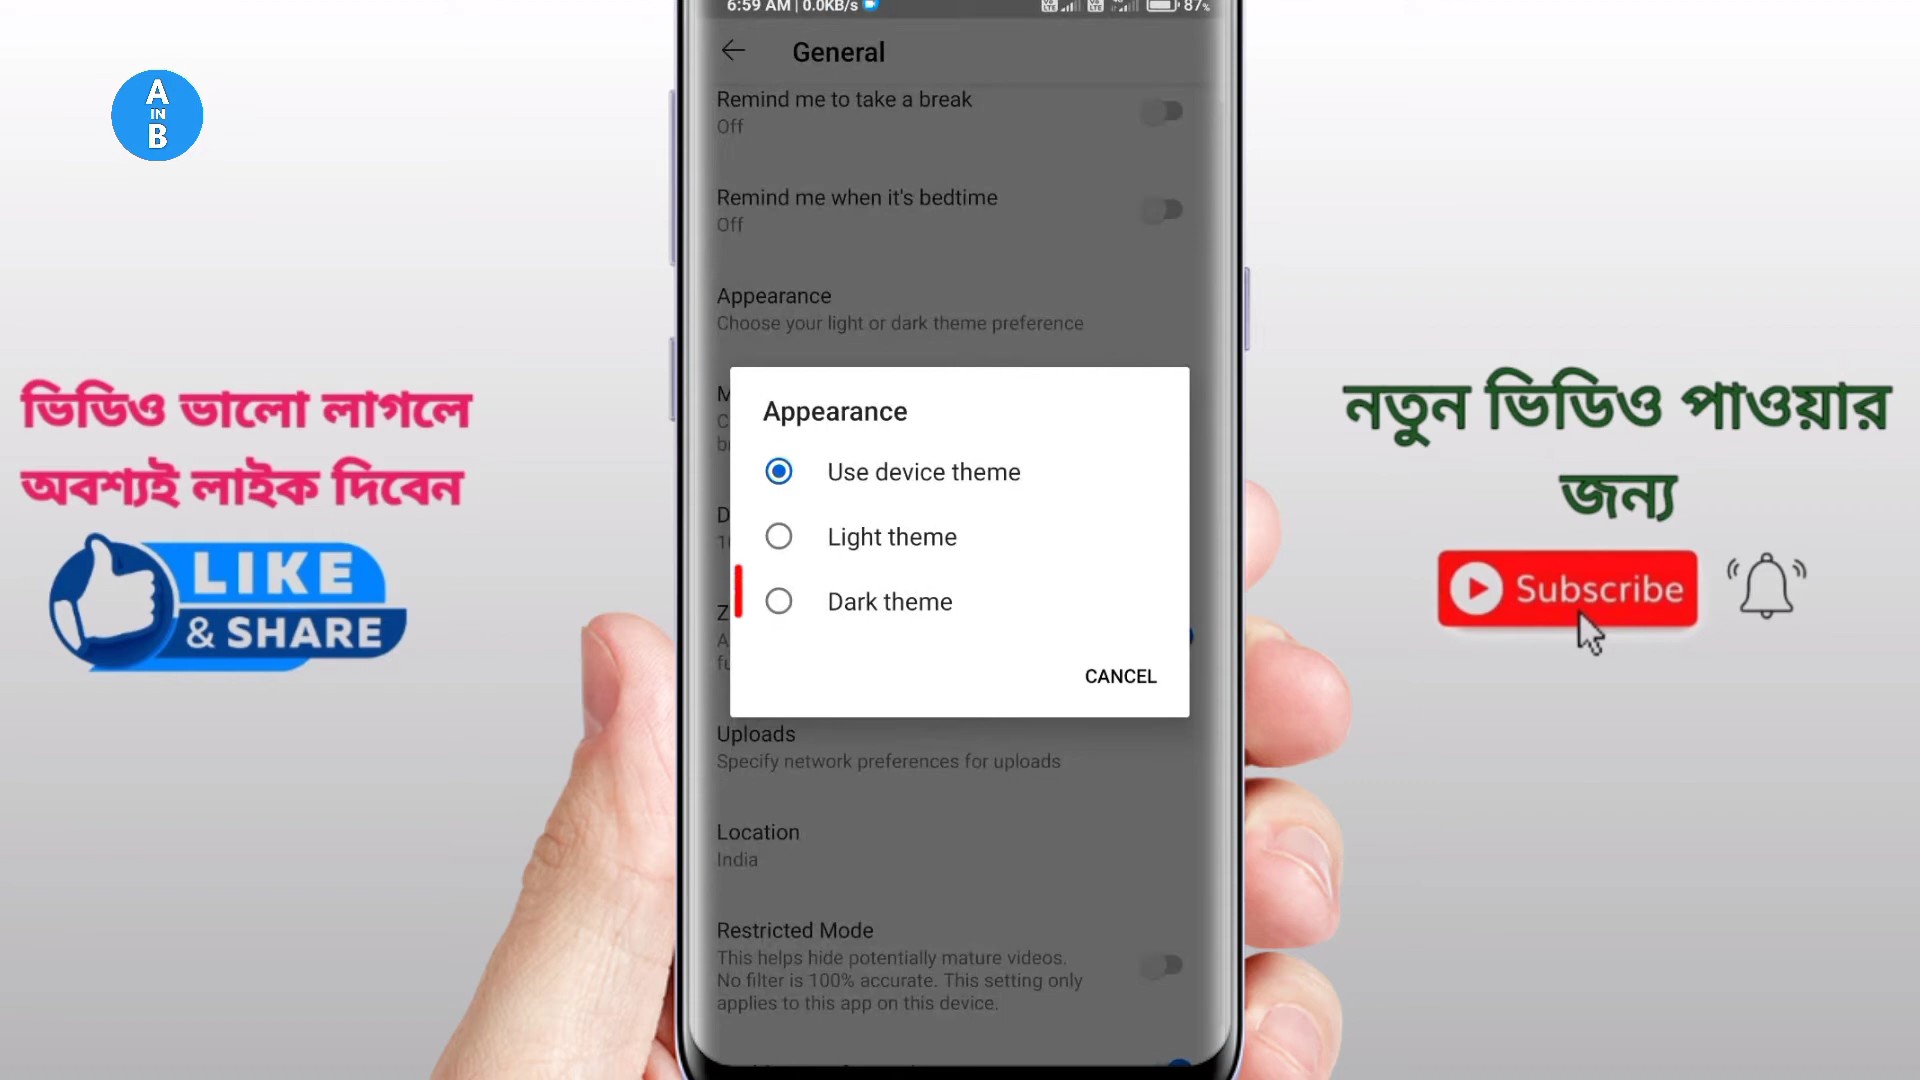 6:59 AM | 0.0KB/s
87%
General
A
IN
B
Remind me to take a break
Off
Remind me when it's bedtime
Off
Appearance
Choose your light or dark theme preference
Appearance
Use device theme
Light theme
Dark theme
CANCEL
Uploads
Specify network preferences for uploads
Location
India
Restricted Mode
This helps hide potentially mature videos.
No filter is 100% accurate. This setting only
applies to this app on this device.
ভিডিও ভালো লাগলে
অবশ্যই লাইক দিবেন
LIKE
& SHARE
নতুন ভিডিও পাওয়ার
জন্য
Subscribe